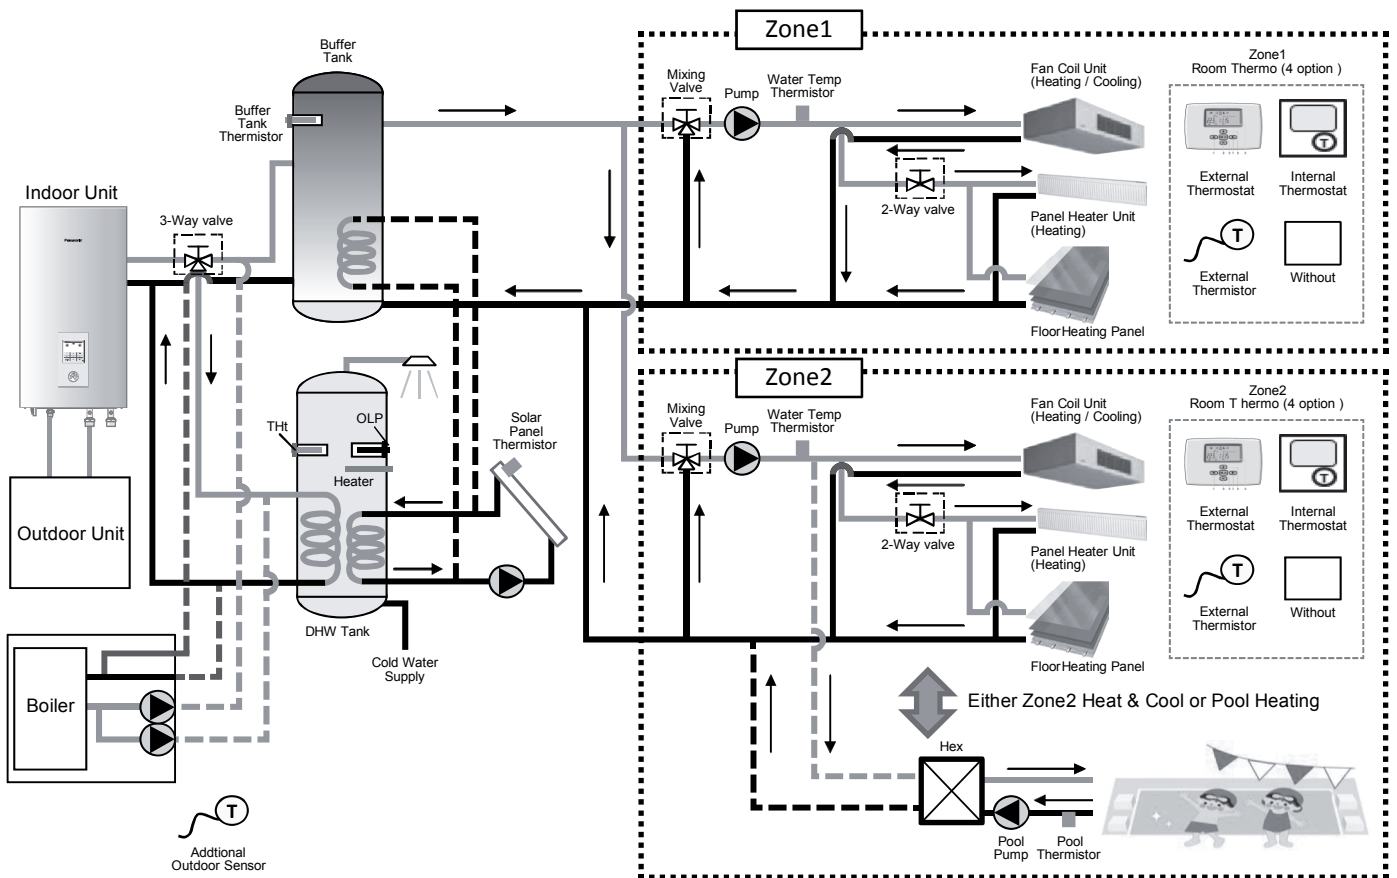 Zone1
Buffer
Tank
Mixing
Valve
Pump
Water Temp
Thermistor
Fan Coil Unit
(Heating / Cooling)
Zone1
Room Thermo (4 option )
Buffer
Tank
Thermistor
External
Thermostat
T
Internal
Thermostat
Indoor Unit
Panasonic
3-Way valve
2-Way valve
Panel Heater Unit
(Heating)
T
External
Thermistor
Without
FloorHeating Panel
Zone2
THt
OLP
Heater
Solar
Panel
Thermistor
Mixing
Valve
Pump
Water Temp
Thermistor
Fan Coil Unit
(Heating / Cooling)
Zone2
Room T hermo (4 option )
External
Thermostat
T
Internal
Thermostat
Outdoor Unit
2-Way valve
Panel Heater Unit
(Heating)
T
External
Thermistor
Without
DHW Tank
Cold Water
Supply
FloorHeating Panel
Boiler
Either Zone2 Heat & Cool or Pool Heating
Hex
Pool
Pump
Pool
Thermistor
T
Addtional
Outdoor Sensor